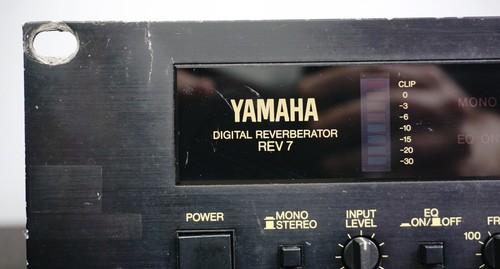 YAMAHA
DIGITAL REVERBERATOR
REV 7
CLIP
0
-3
-6
-10
-15
-20
-30
MONO
EQ
POWER
MONO
STEREO
INPUT
LEVEL
EQ
ON/ OFF
100